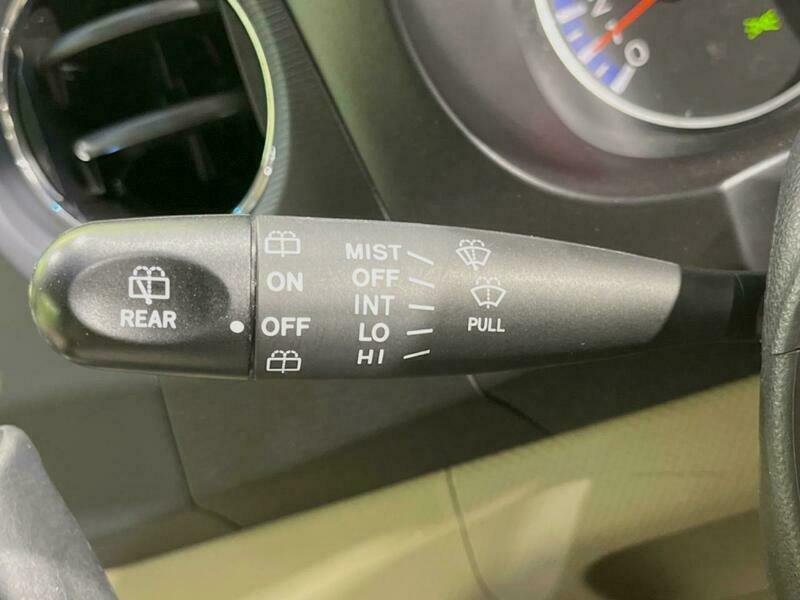 REAR
ON
OFF
MIST
OFF
INT
LO
HI
PULL